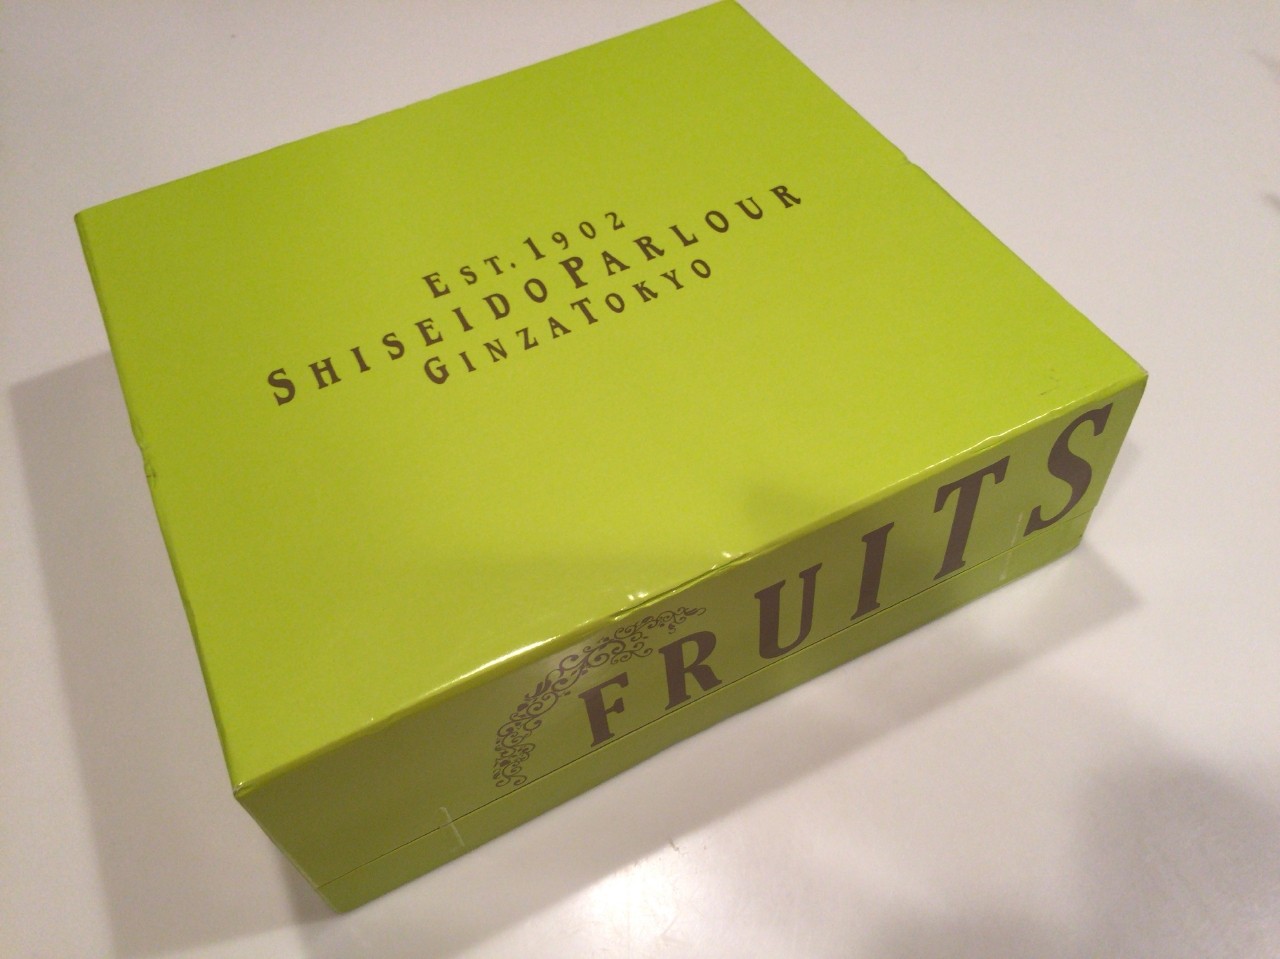 EST. 1902
SHISEIDO PARLOUR
GINZA TOKYO
FRUITS